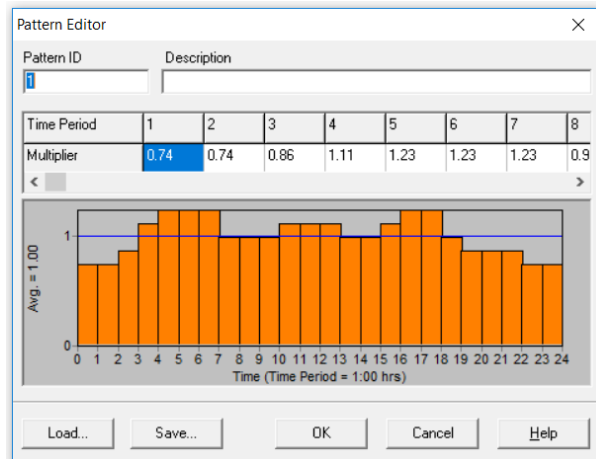 Pattern Editor
Pattern ID Description
1
Time Period 1 2 3 4 5 6 7 8
Multiplier 0.74 0.74 0.86 1.11 1.23 1.23 1.23 0.9
Avg. = 1.00
1
0
0 1 2 3 4 5 6 7 8 9 10 11 12 13 14 15 16 17 18 19 20 21 22 23 24
Time (Time Period = 1:00 hrs)
Load... Save... OK Cancel Help